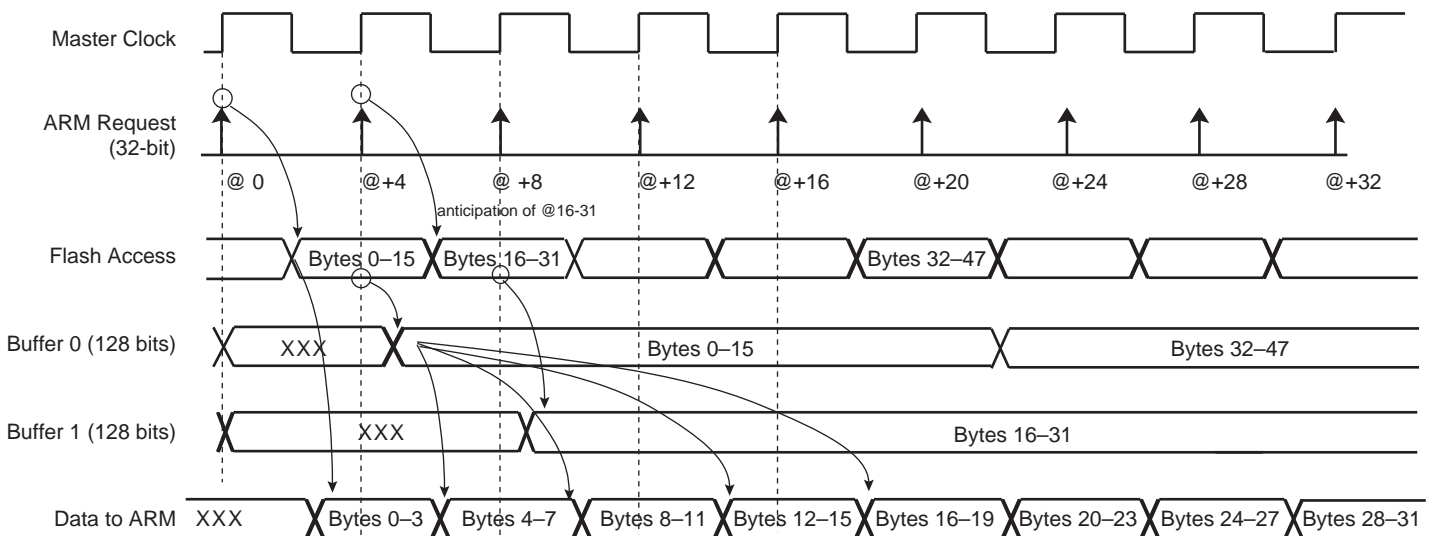 Master Clock
ARM Request
(32-bit)
@ 0 @+4 @ +8 @+12 @+16 @+20 @+24 @+28 @+32
anticipation of @16-31
Flash Access Bytes 0–15 Bytes 16–31 Bytes 32–47
Buffer 0 (128 bits) XXX Bytes 0–15 Bytes 32–47
Buffer 1 (128 bits) XXX Bytes 16–31
Data to ARM XXX Bytes 0–3 Bytes 4–7 Bytes 8–11 Bytes 12–15 Bytes 16–19 Bytes 20–23 Bytes 24–27 Bytes 28–31